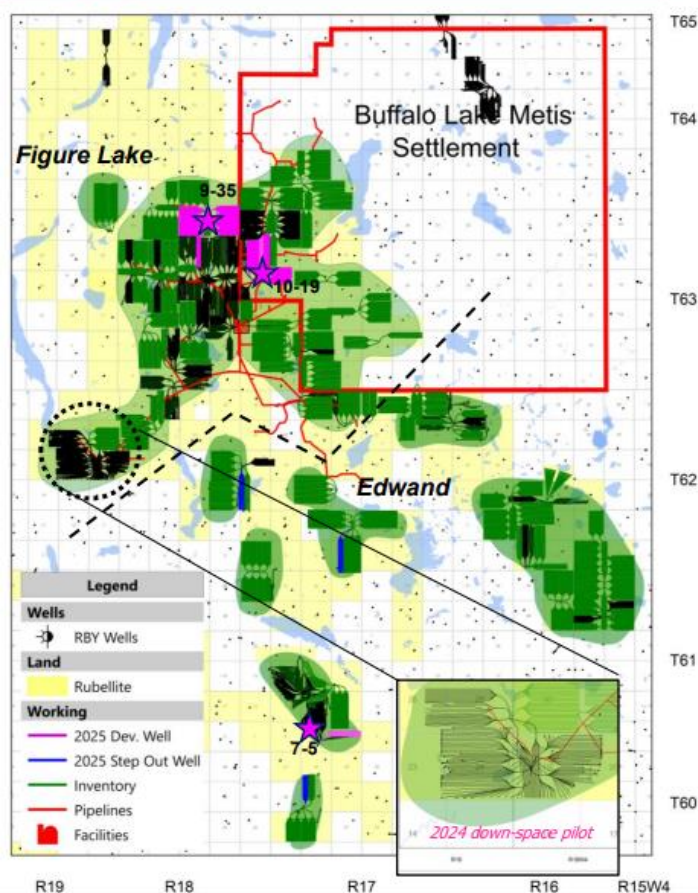 T65
Buffalo Lake Metis
Settlement
T64
Figure Lake
9-35
10-19
T63
T62
Edwand
Legend
Wells
RBY Wells
Land
Rubellite
Working
2025 Dev. Well
2025 Step Out Well
Inventory
Pipelines
Facilities
T61
7-5
2024 down-space pilot
T60
R19
R18
R17
R16
R15W4